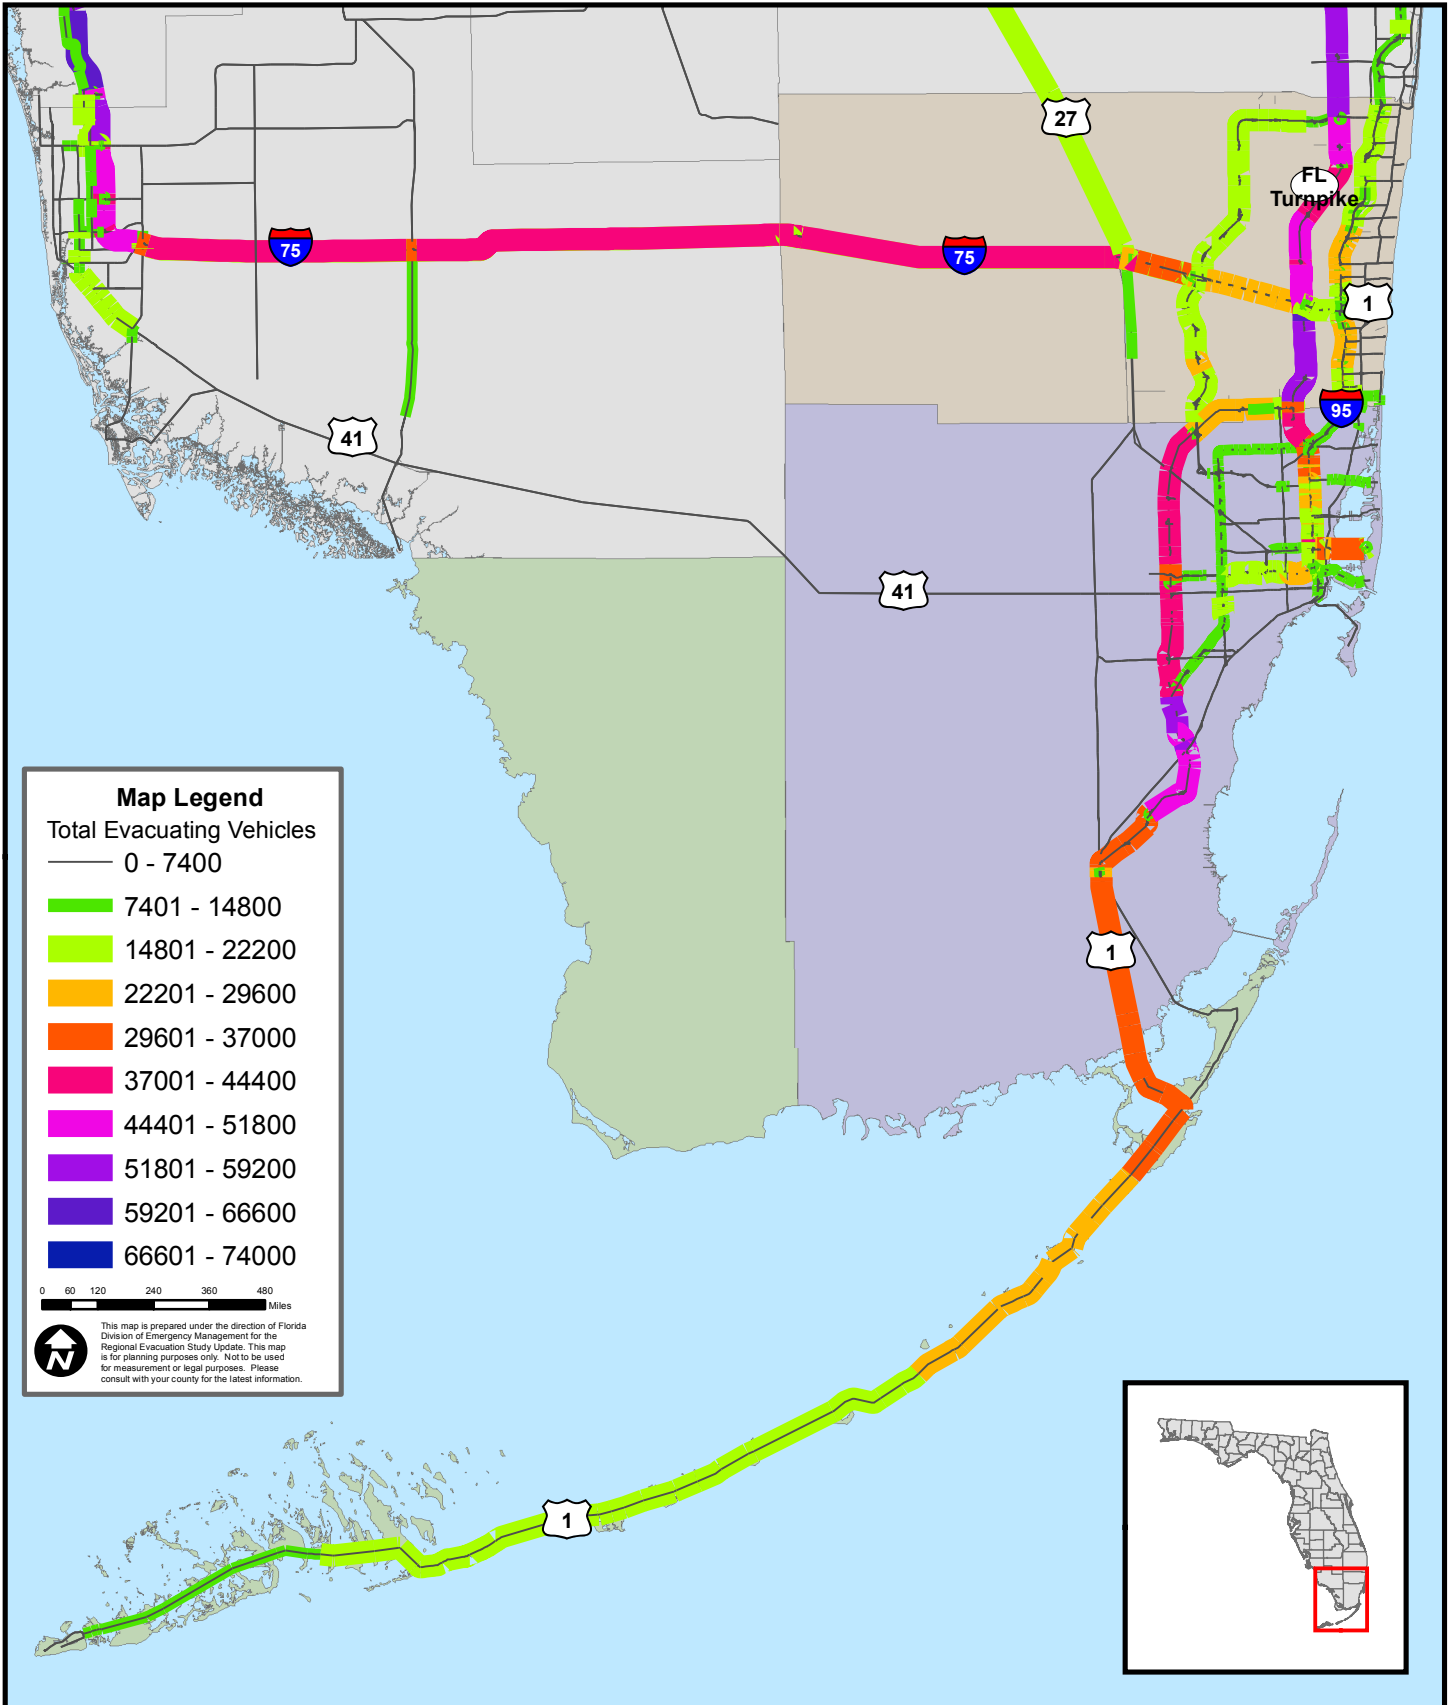 27
FL
Turnpike
75
75
1
95
41
41
1
1
Map Legend
Total Evacuating Vehicles
0 - 7400
7401 - 14800
14801 - 22200
22201 - 29600
29601 - 37000
37001 - 44400
44401 - 51800
51801 - 59200
59201 - 66600
66601 - 74000
0 60 120 240 360 480
Miles
N
This map is prepared under the direction of Florida
Division of Emergency Management for the
Regional Evacuation Study Update. This map
is for planning purposes only. Not to be used
for measurement or legal purposes. Please
consult with your county for the latest information.